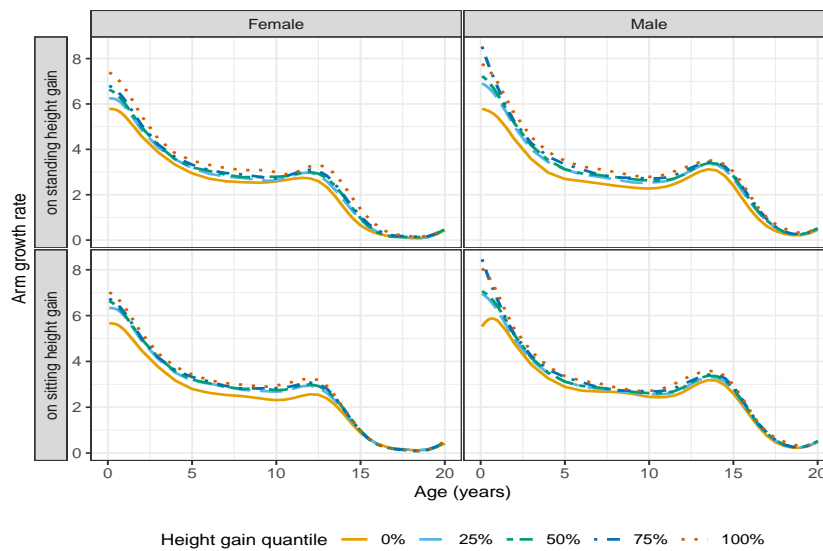 Female Male
Arm growth rate
on standing height gain
8
6
4
2
0
on sitting height gain
8
6
4
2
0
0 5 10 15 20 0 5 10 15 20
Age (years)
Height gain quantile 0% 25% 50% 75% 100%